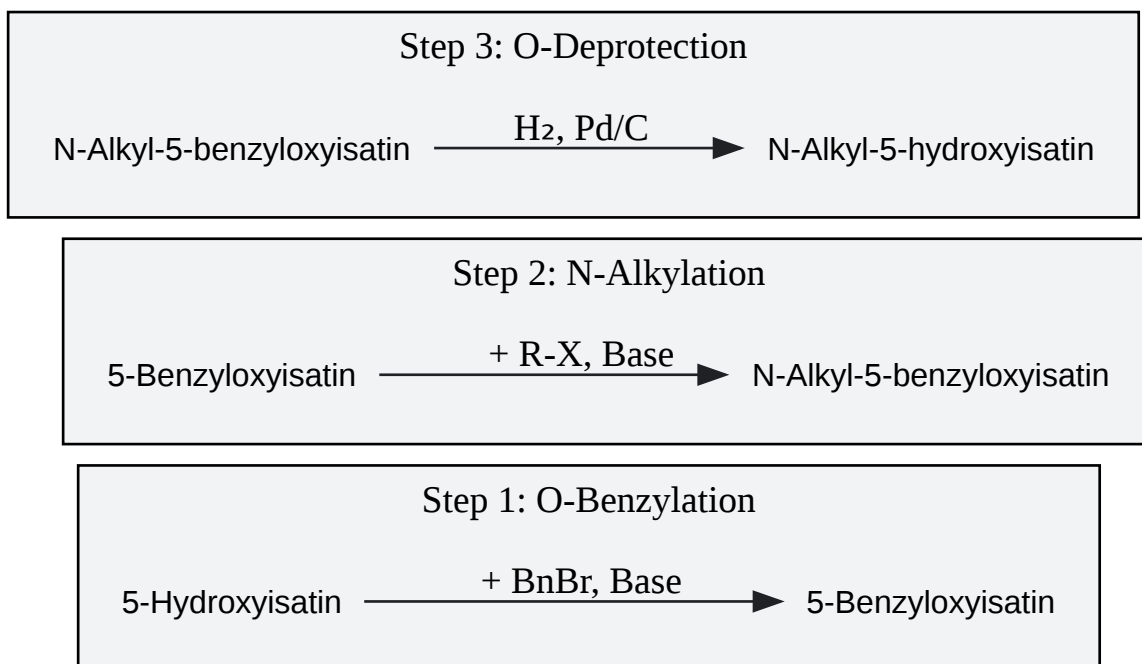 Step 3: O-Deprotection
H₂, Pd/C
N-Alkyl-5-benzyloxyisatin
N-Alkyl-5-hydroxyisatin
Step 2: N-Alkylation
+ R-X, Base
5-Benzyloxyisatin
N-Alkyl-5-benzyloxyisatin
Step 1: O-Benzylation
+ BnBr, Base
5-Hydroxyisatin
5-Benzyloxyisatin